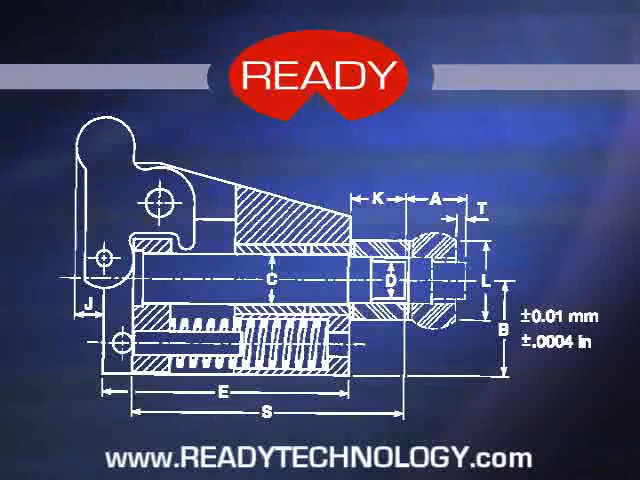 READY
K A
T
C D L
J
B
±0.01 mm
±.0004 in
E
S
www.READYTECHNOLOGY.com